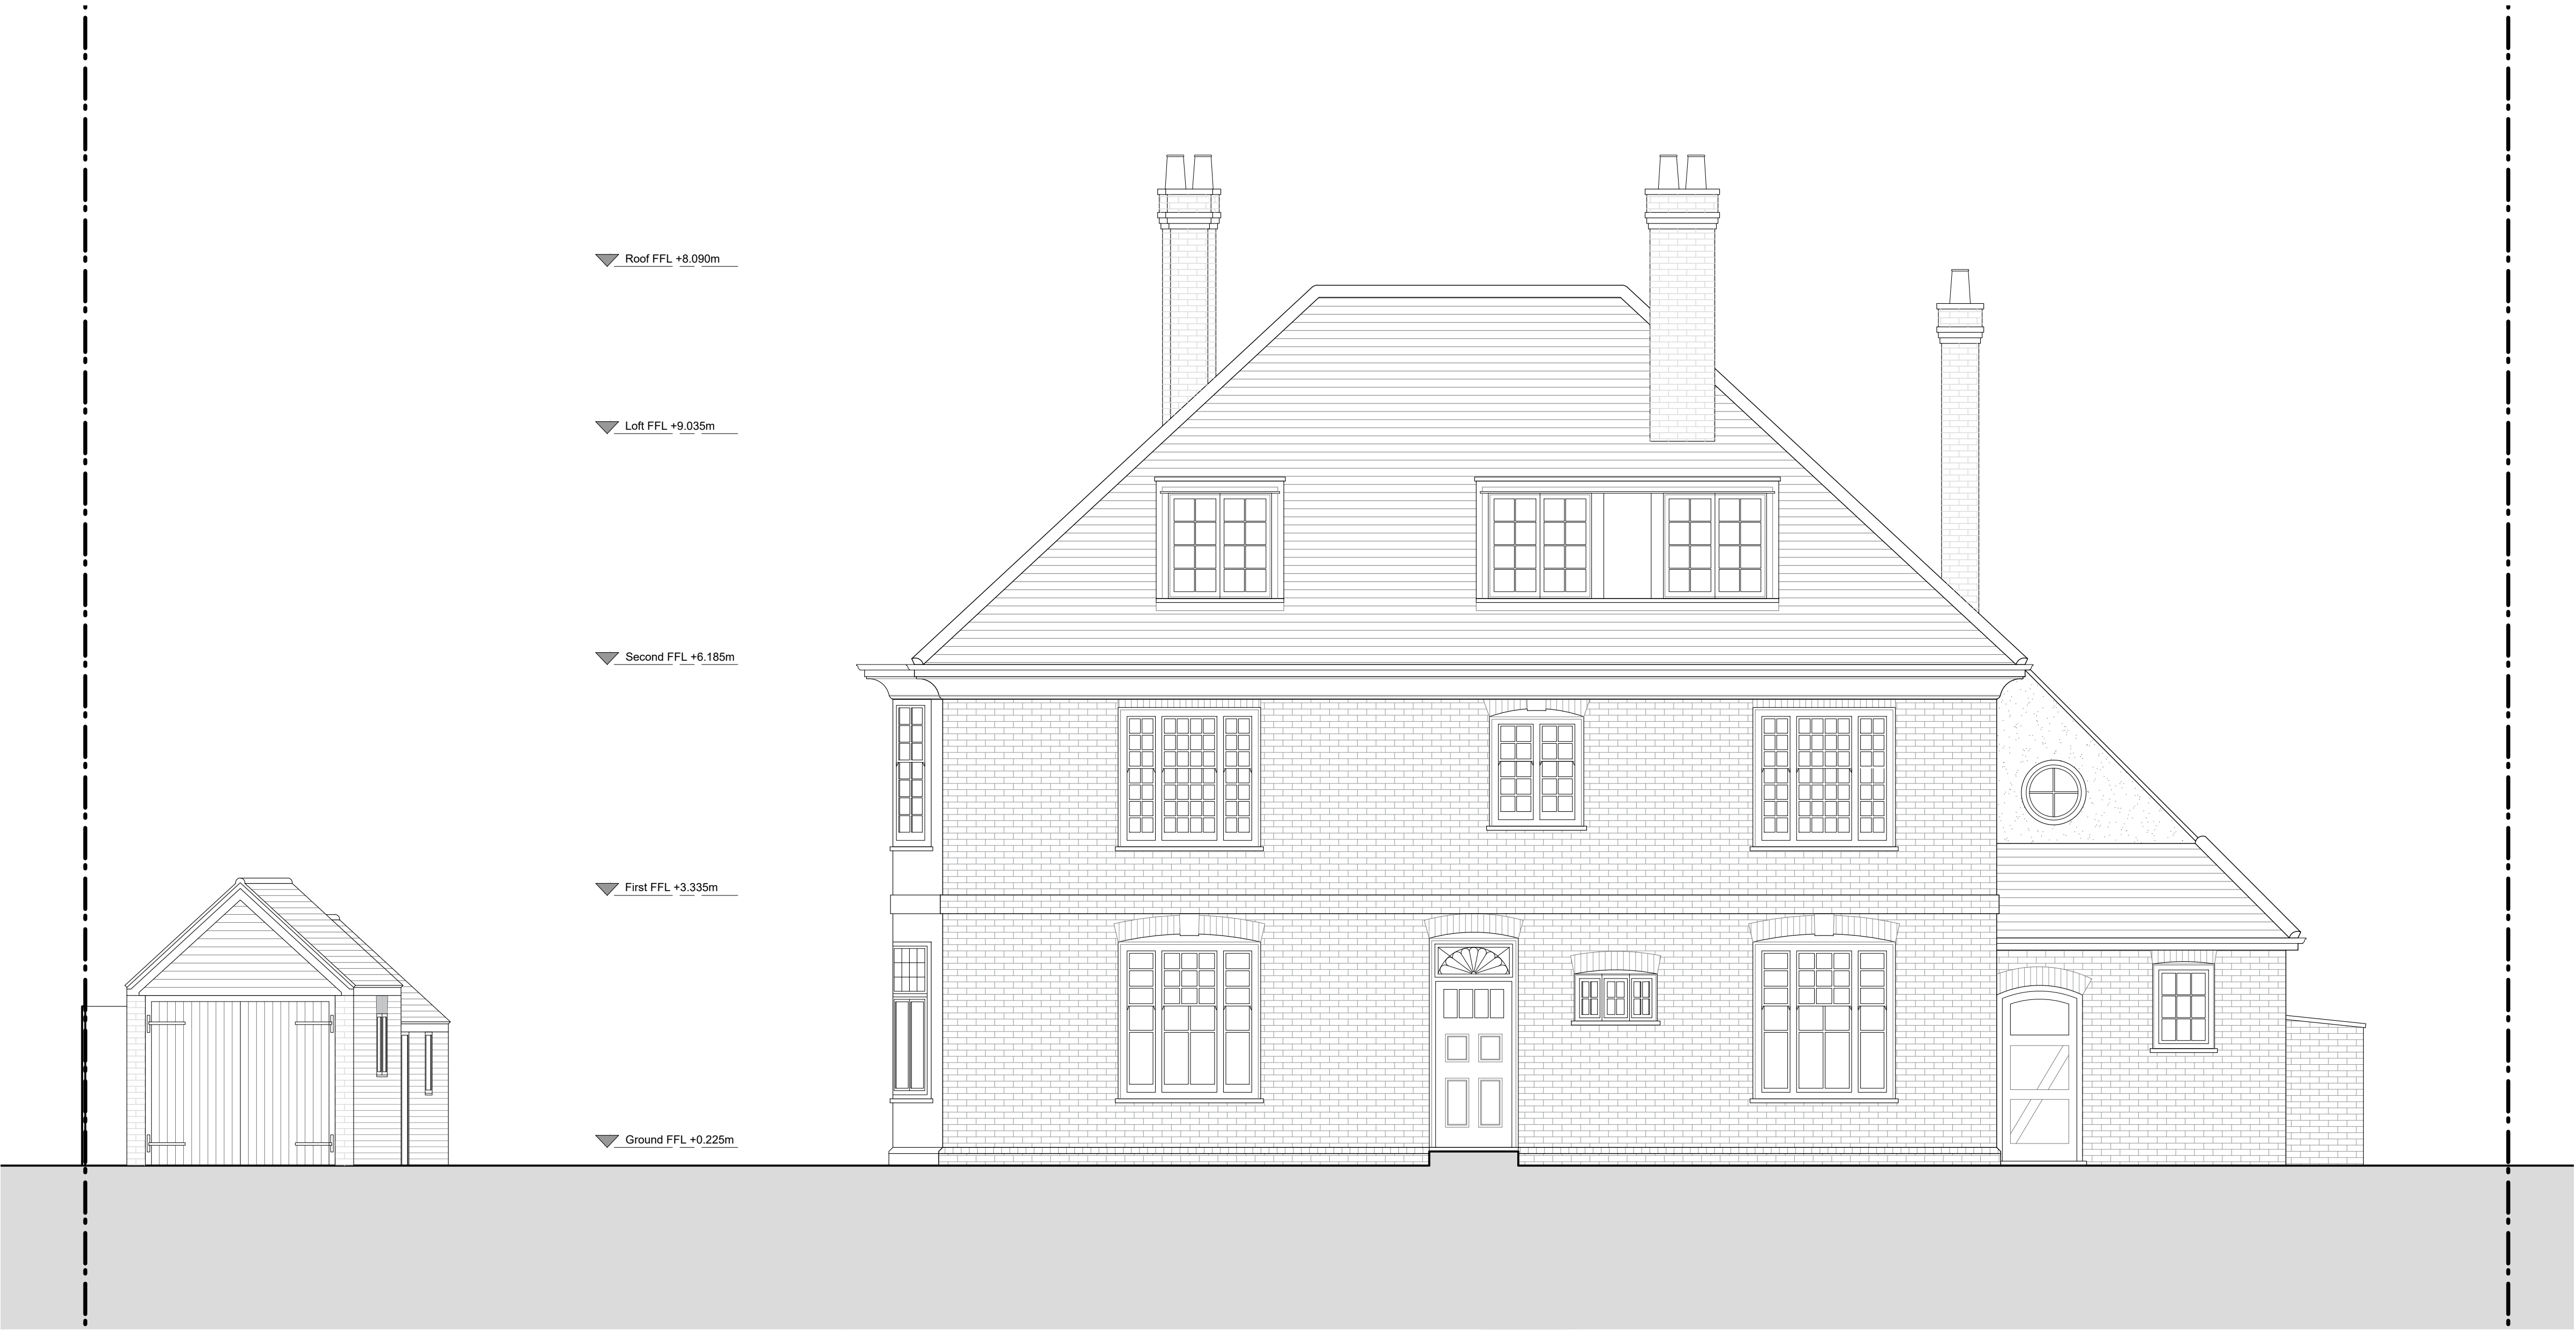 Roof FFL +8.090m
Loft FFL +9.035m
Second FFL +6.185m
First FFL +3.335m
Ground FFL +0.225m